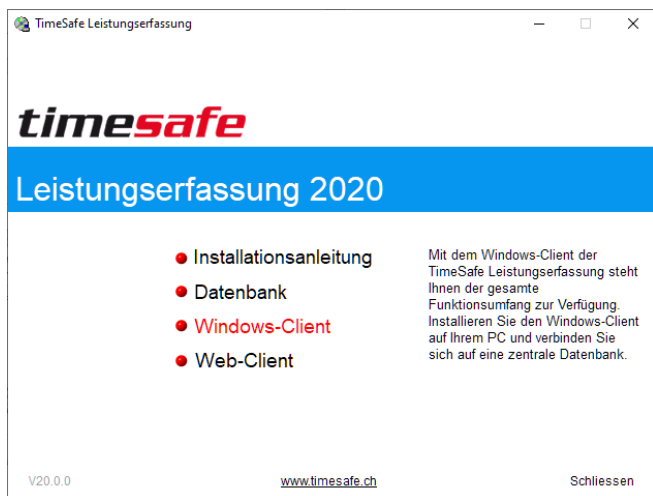 TimeSafe Leistungserfassung
timesafe
Leistungserfassung 2020
Installationsanleitung
Datenbank
Windows-Client
Web-Client
Mit dem Windows-Client der
TimeSafe Leistungserfassung steht
Ihnen der gesamte
Funktionsumfang zur Verfügung.
Installieren Sie den Windows-Client
auf Ihrem PC und verbinden Sie
sich auf eine zentrale Datenbank.
V20.0.0
www.timesafe.ch
Schliessen